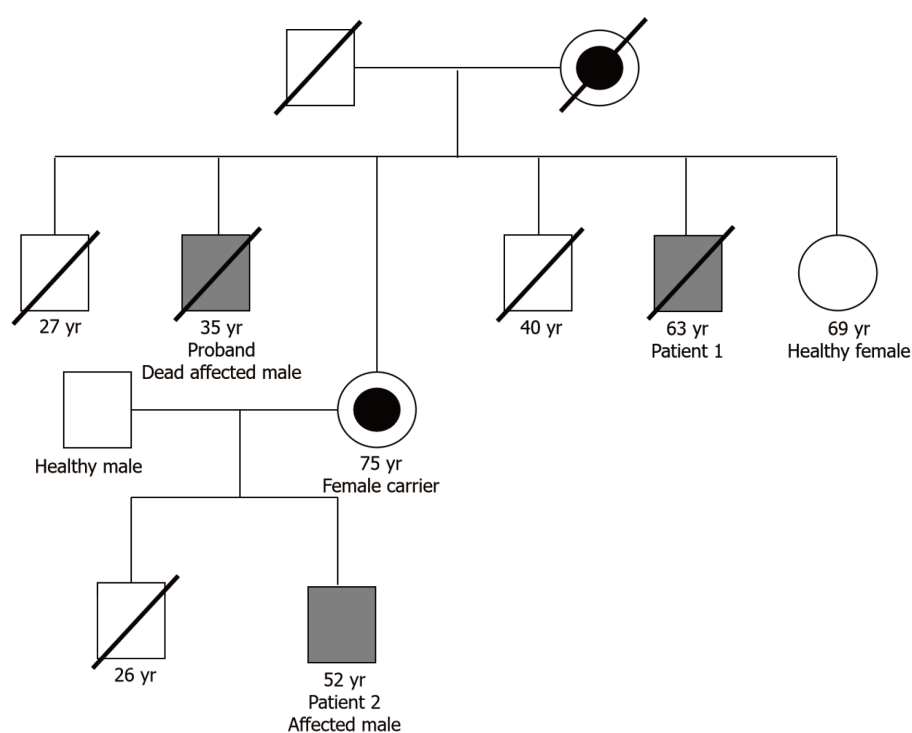 27 yr
35 yr
Proband
Dead affected male
40 yr
63 yr
Patient 1
69 yr
Healthy female
Healthy male
75 yr
Female carrier
26 yr
52 yr
Patient 2
Affected male